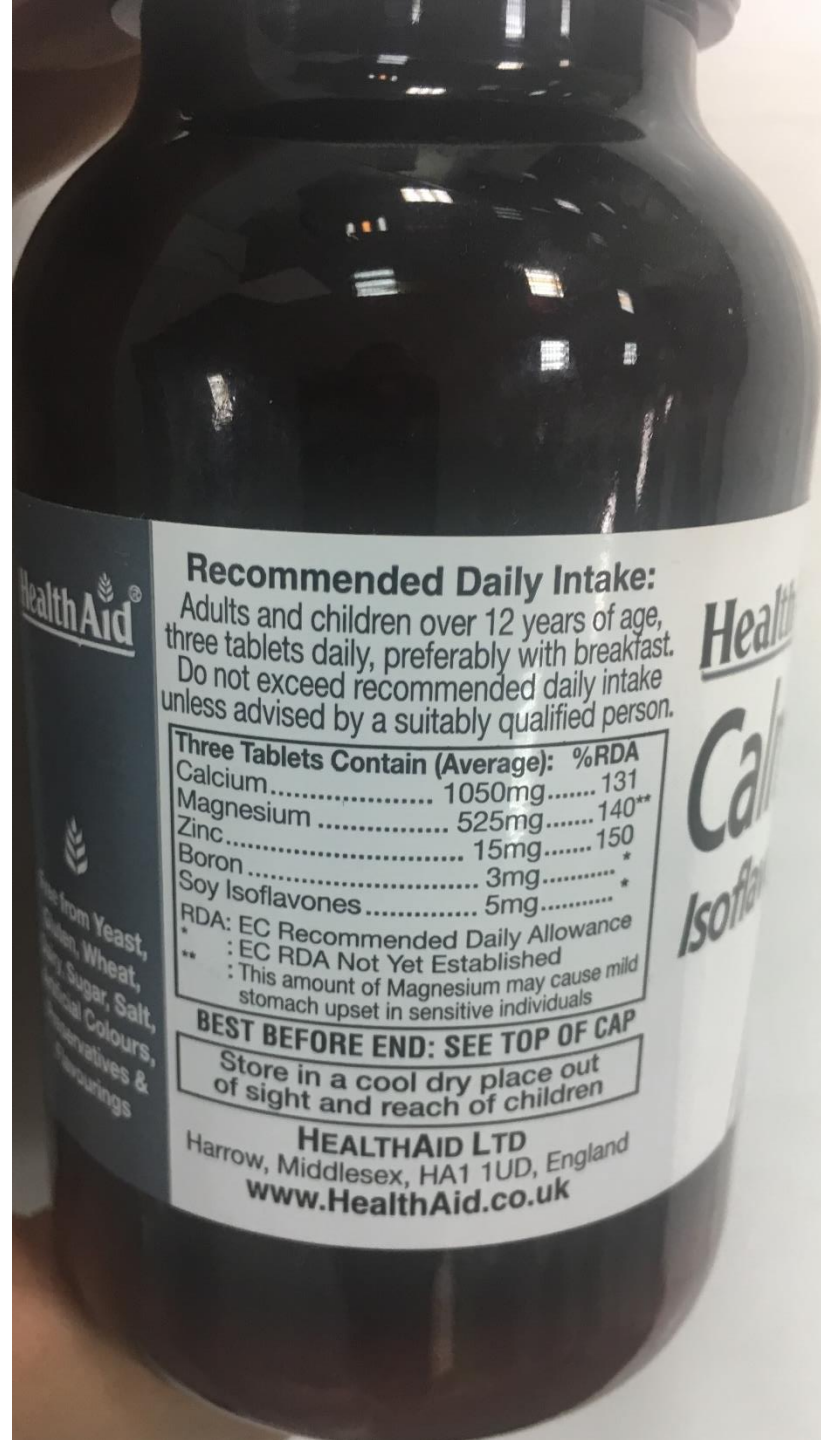 HealthAid®
Free from Yeast,
Gluten, Wheat,
Sugar, Salt,
Artificial Colours,
Preservatives &
Flavourings
Recommended Daily Intake:
Adults and children over 12 years of age,
three tablets daily, preferably with breakfast.
Do not exceed recommended daily intake
unless advised by a suitably qualified person.
Three Tablets Contain (Average): %RDA
Calcium..................... 1050mg....... 131
Magnesium ................. 525mg....... 140**
Zinc............................... 15mg....... 150
Boron .............................. 3mg........... *
Soy Isoflavones.............. 5mg........... *
RDA: EC Recommended Daily Allowance
* : EC RDA Not Yet Established
** : This amount of Magnesium may cause mild
stomach upset in sensitive individuals
BEST BEFORE END: SEE TOP OF CAP
Store in a cool dry place out
of sight and reach of children
HEALTHAID LTD
Harrow, Middlesex, HA1 1UD, England
www.HealthAid.co.uk
Health
Cal
Isofla